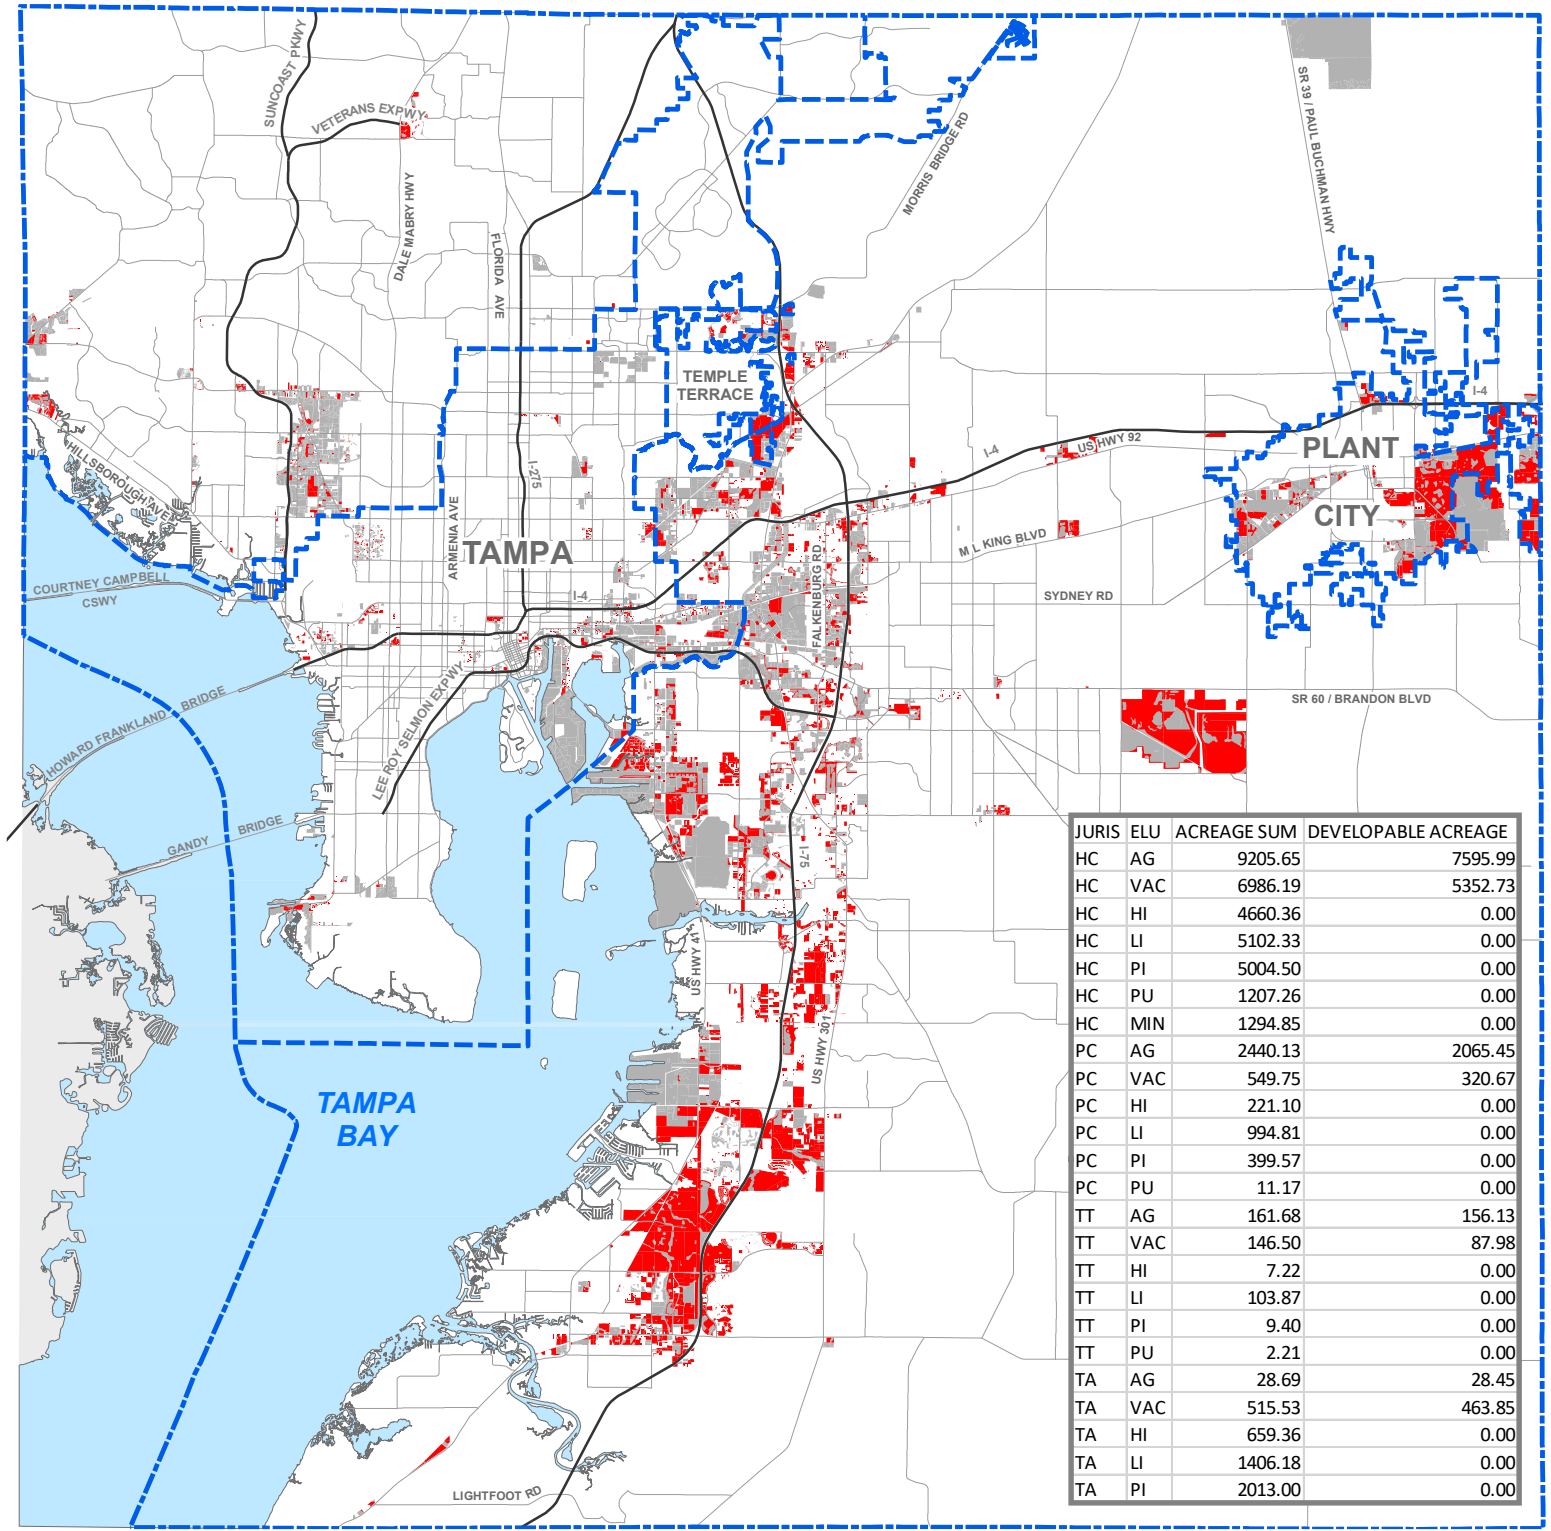 SUNCOAST PKWY
VETERANS EXPWY
DALE MABRY HWY
FLORIDA AVE
MORRIS BRIDGE RD
SR 39 / PAUL BUCHMAN HWY
TEMPLE
TERRACE
I-4
PLANT
CITY
I-4
US HWY 92
HILLSBOROUGH AVE
I-275
ARMENIA AVE
TAMPA
M L KING BLVD
FALKENBURG RD
COURTNEY CAMPBELL
CSWY
I-4
SYDNEY RD
HOWARD FRANKLAND BRIDGE
LEE ROY SELMON EXPWY
SR 60 / BRANDON BLVD
GANDY BRIDGE
I-75
US HWY 41
US HWY 301
TAMPA
BAY
LIGHTFOOT RD
JURIS ELU ACREAGE SUM DEVELOPABLE ACREAGE
HC AG 9205.65 7595.99
HC VAC 6986.19 5352.73
HC HI 4660.36 0.00
HC LI 5102.33 0.00
HC PI 5004.50 0.00
HC PU 1207.26 0.00
HC MIN 1294.85 0.00
PC AG 2440.13 2065.45
PC VAC 549.75 320.67
PC HI 221.10 0.00
PC LI 994.81 0.00
PC PI 399.57 0.00
PC PU 11.17 0.00
TT AG 161.68 156.13
TT VAC 146.50 87.98
TT HI 7.22 0.00
TT LI 103.87 0.00
TT PI 9.40 0.00
TT PU 2.21 0.00
TA AG 28.69 28.45
TA VAC 515.53 463.85
TA HI 659.36 0.00
TA LI 1406.18 0.00
TA PI 2013.00 0.00